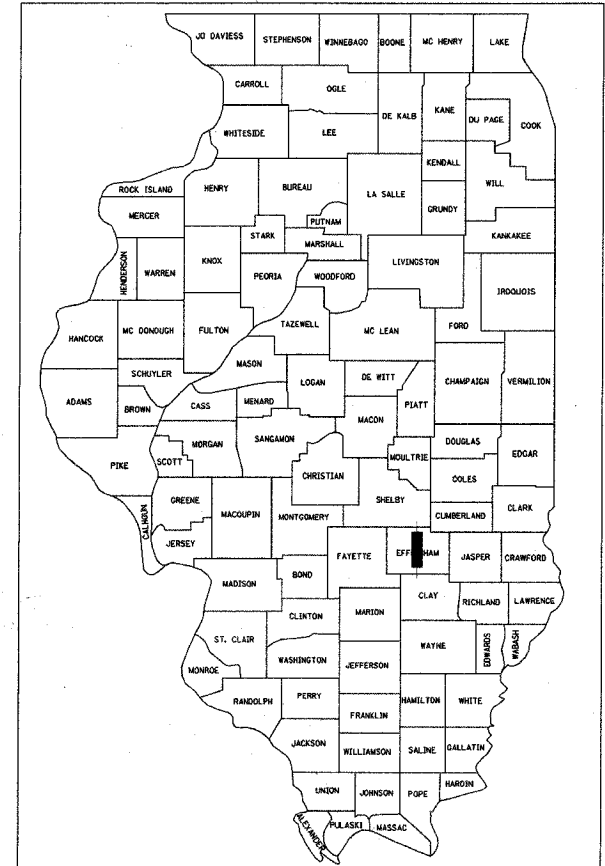 JO DAVIESS
STEPHENSON
WINNEBAGO
BOONE
MC HENRY
LAKE
CARROLL
OGLE
DE KALB
KANE
DU PAGE
COOK
WHITESIDE
LEE
KENDALL
WILL
ROCK ISLAND
HENRY
BUREAU
LA SALLE
GRUNDY
MERCER
PUTNAM
STARK
MARSHALL
KANKAKEE
HENDERSON
WARREN
KNOX
PEORIA
WOODFORD
LIVINGSTON
IROQUOIS
HANCOCK
MC DONOUGH
FULTON
TAZEWELL
MC LEAN
FORD
SCHUYLER
MASON
LOGAN
DE WITT
CHAMPAIGN
VERMILION
ADAMS
BROWN
CASS
MENARD
PIATT
MACON
PIKE
SCOTT
MORGAN
SANGAMON
MOULTRIE
DOUGLAS
EDGAR
CHRISTIAN
COLES
GREENE
MACOUPIN
SHELBY
CALHOUN
MONTGOMERY
CUMBERLAND
CLARK
JERSEY
FAYETTE
EFF HAM
JASPER
CRAWFORD
MADISON
BOND
CLAY
RICHLAND
LAWRENCE
CLINTON
MARION
ST. CLAIR
WAYNE
EDWARDS
WABASH
MONROE
WASHINGTON
JEFFERSON
RANDOLPH
PERRY
HAMILTON
WHITE
FRANKLIN
JACKSON
WILLIAMSON
SALINE
GALLATIN
UNION
JOHNSON
POPE
HARDIN
ALEXANDER
PULASKI
MASSAC